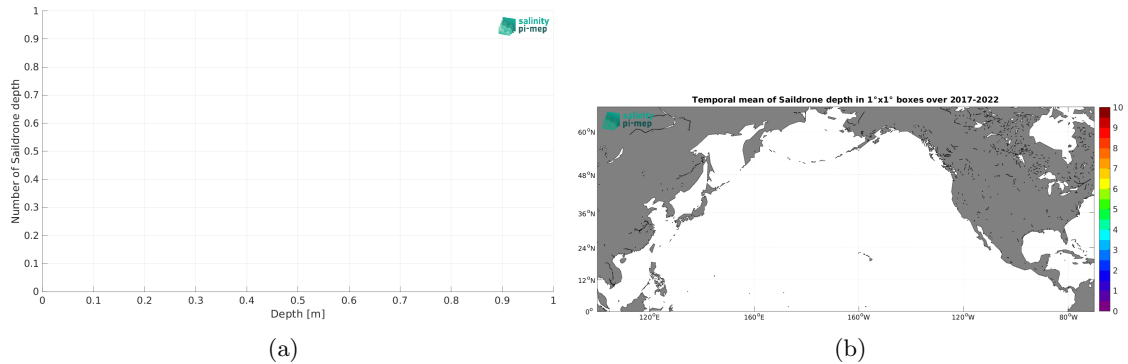 1
0.9
0.8
0.7
0.6
0.5
0.4
0.3
0.2
0.1
0
Number of Saildrone depth
salinity
pi-mep
0 0.1 0.2 0.3 0.4 0.5 0.6 0.7 0.8 0.9 1
Depth [m]
(a)
Temporal mean of Saildrone depth in 1°x1° boxes over 2017-2022
salinity
pi-mep
60°N
48°N
36°N
24°N
12°N
0°
120°E 160°E 160°W 120°W 80°W
10
9
8
7
6
5
4
3
2
1
0
(b)